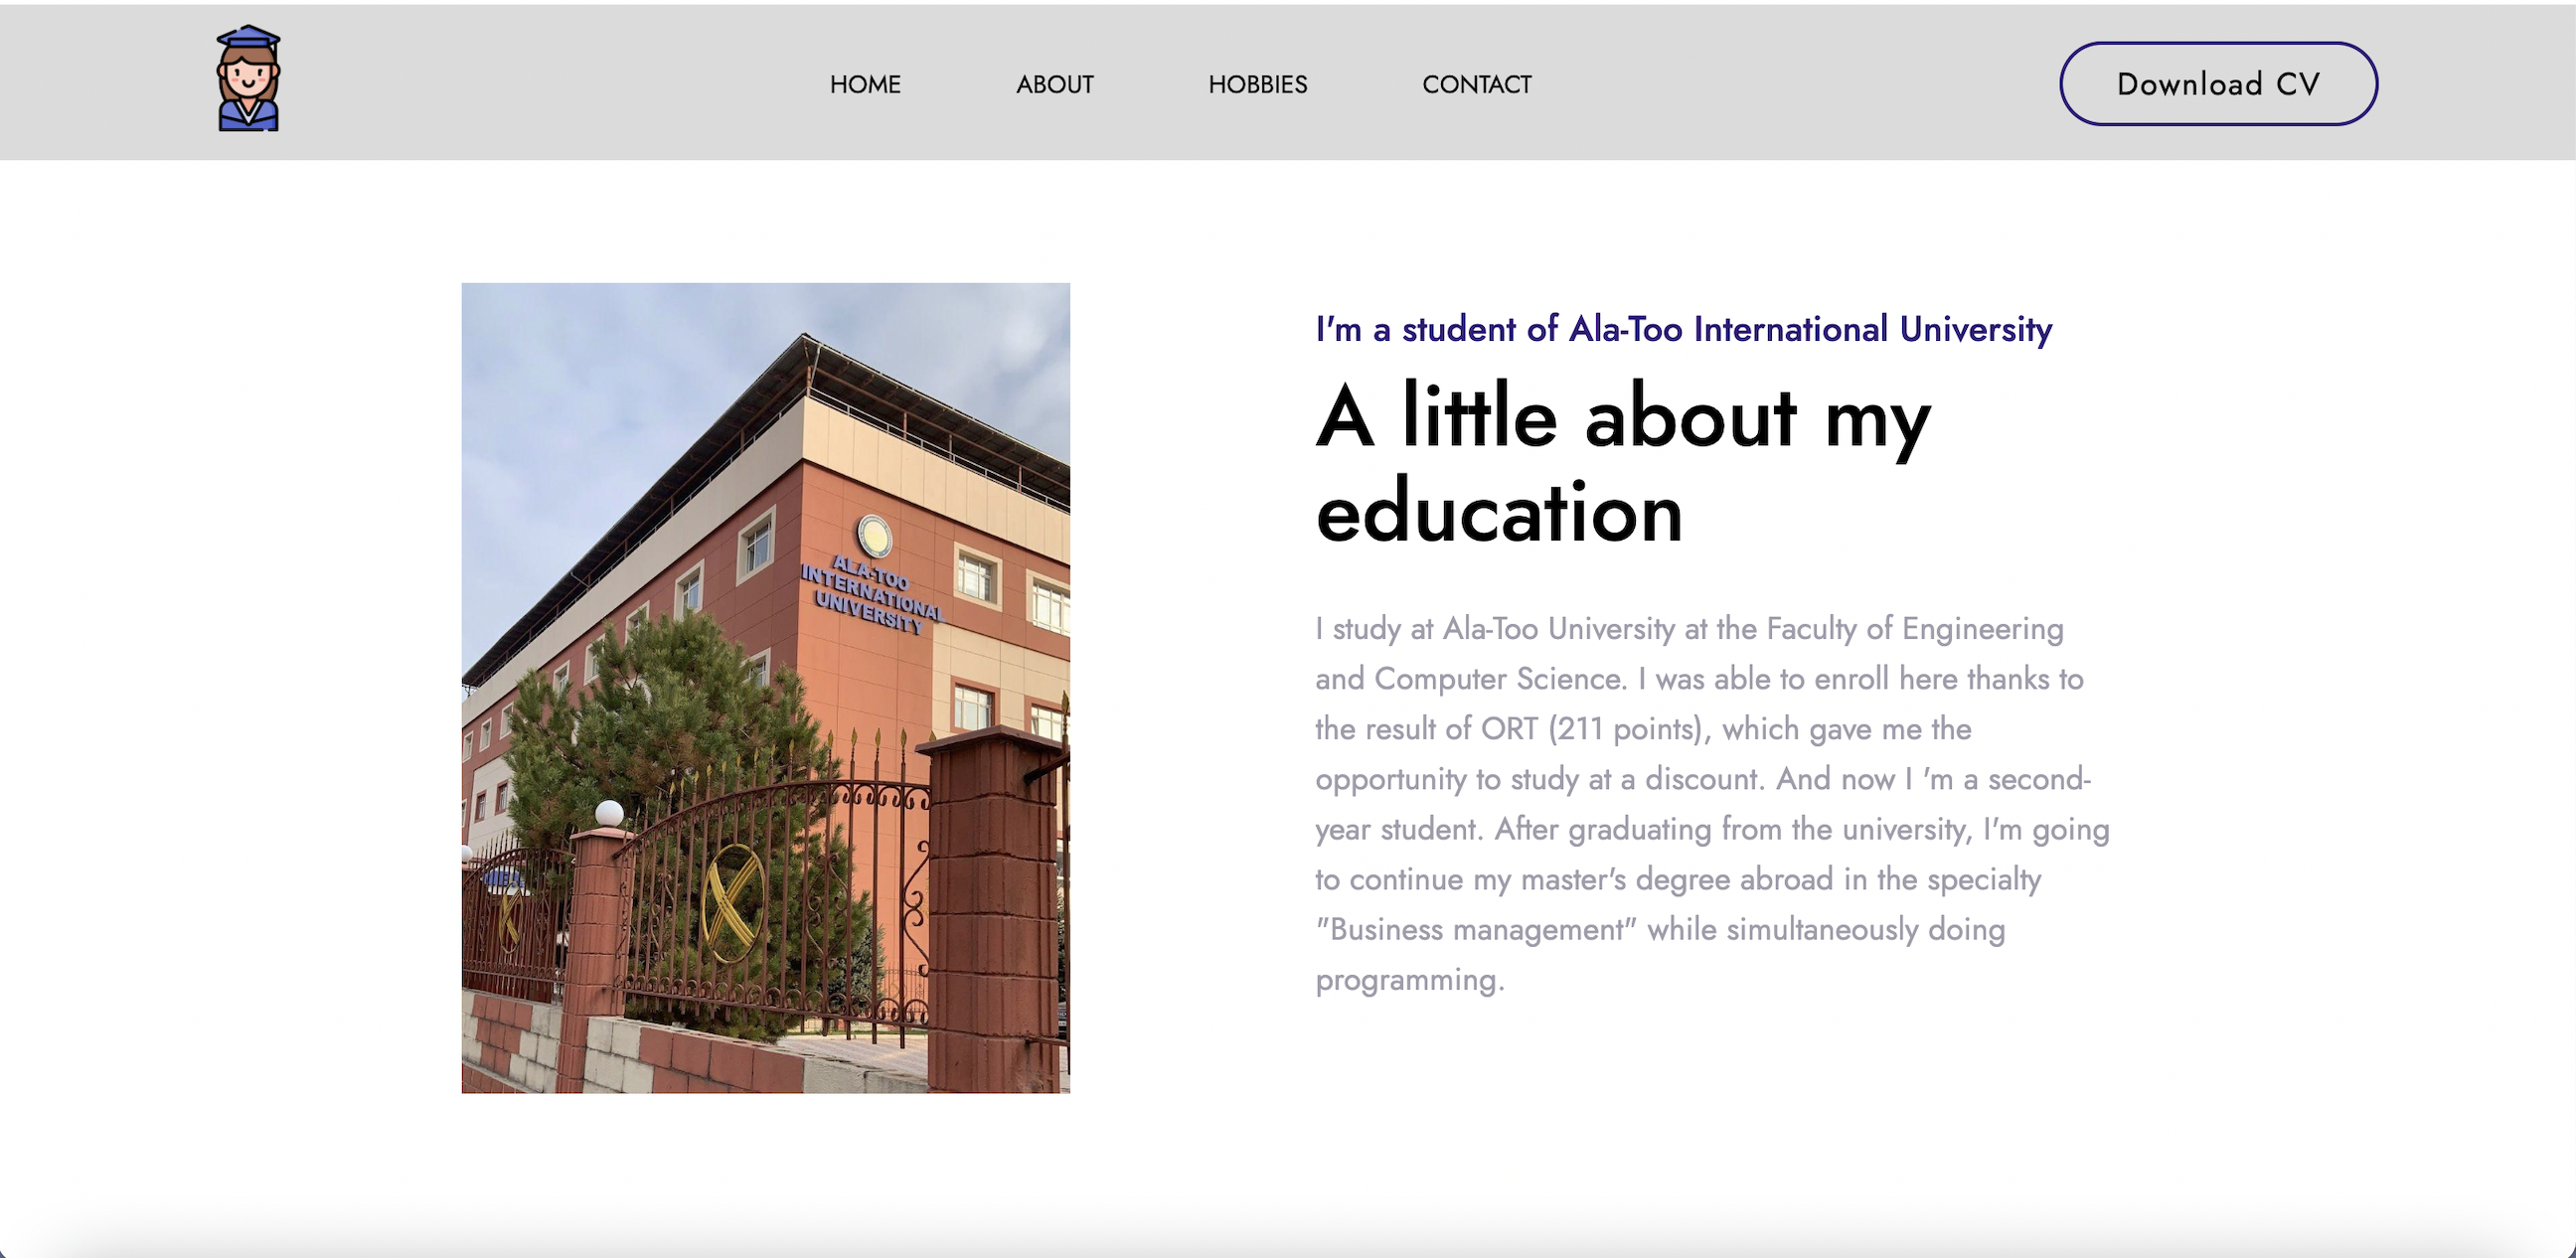 HOME ABOUT HOBBIES CONTACT Download CV
ALA-TOO
INTERNATIONAL
UNIVERSITY
I'm a student of Ala-Too International University
A little about my
education
I study at Ala-Too University at the Faculty of Engineering
and Computer Science. I was able to enroll here thanks to
the result of ORT (211 points), which gave me the
opportunity to study at a discount. And now I 'm a second-
year student. After graduating from the university, I'm going
to continue my master's degree abroad in the specialty
"Business management" while simultaneously doing
programming.